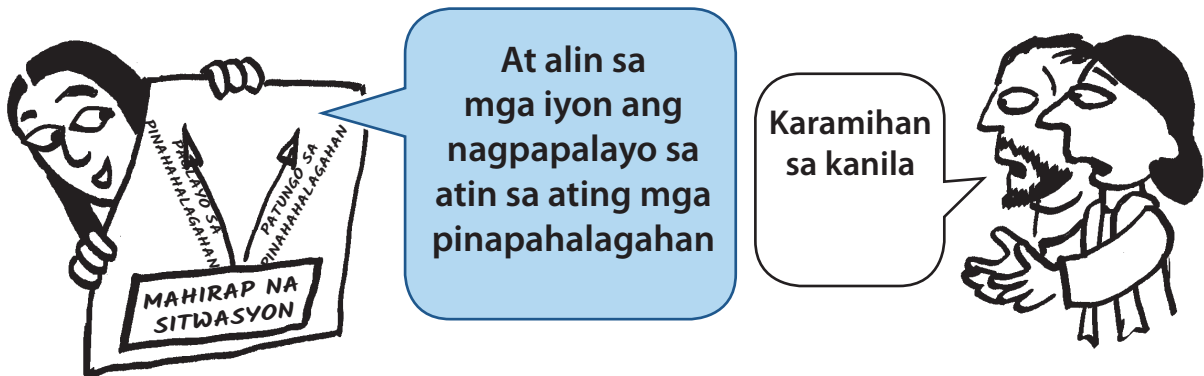 PAGLAYO SA
PINAHAHALAGAHAN
PATUNGO SA
PINAHAHALAGAHAN
MAHIRAP NA
SITWASYON
At alin sa
mga iyon ang
nagpapalayo sa
atin sa ating mga
pinapahalagahan
Karamihan
sa kanila